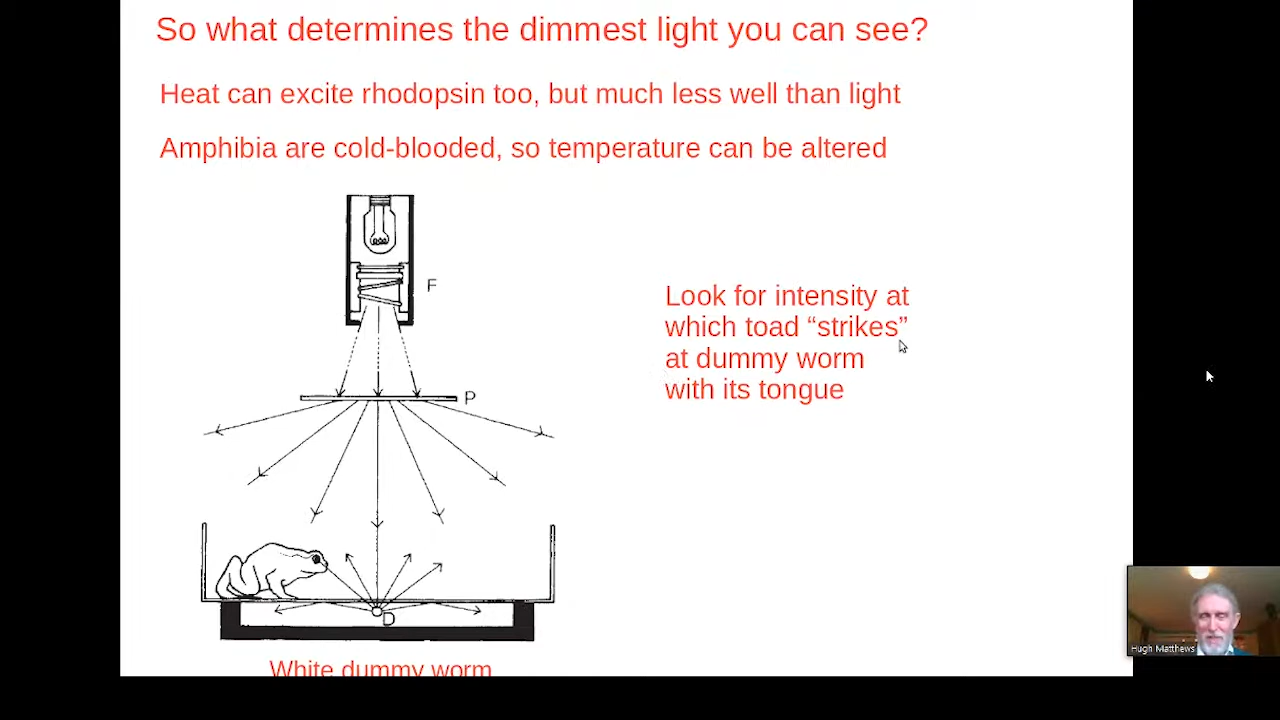 So what determines the dimmest light you can see?
Heat can excite rhodopsin too, but much less well than light
Amphibia are cold-blooded, so temperature can be altered
F
Look for intensity at
which toad “strikes”
at dummy worm
with its tongue
P
D
White dummy worm
Hugh Matthews